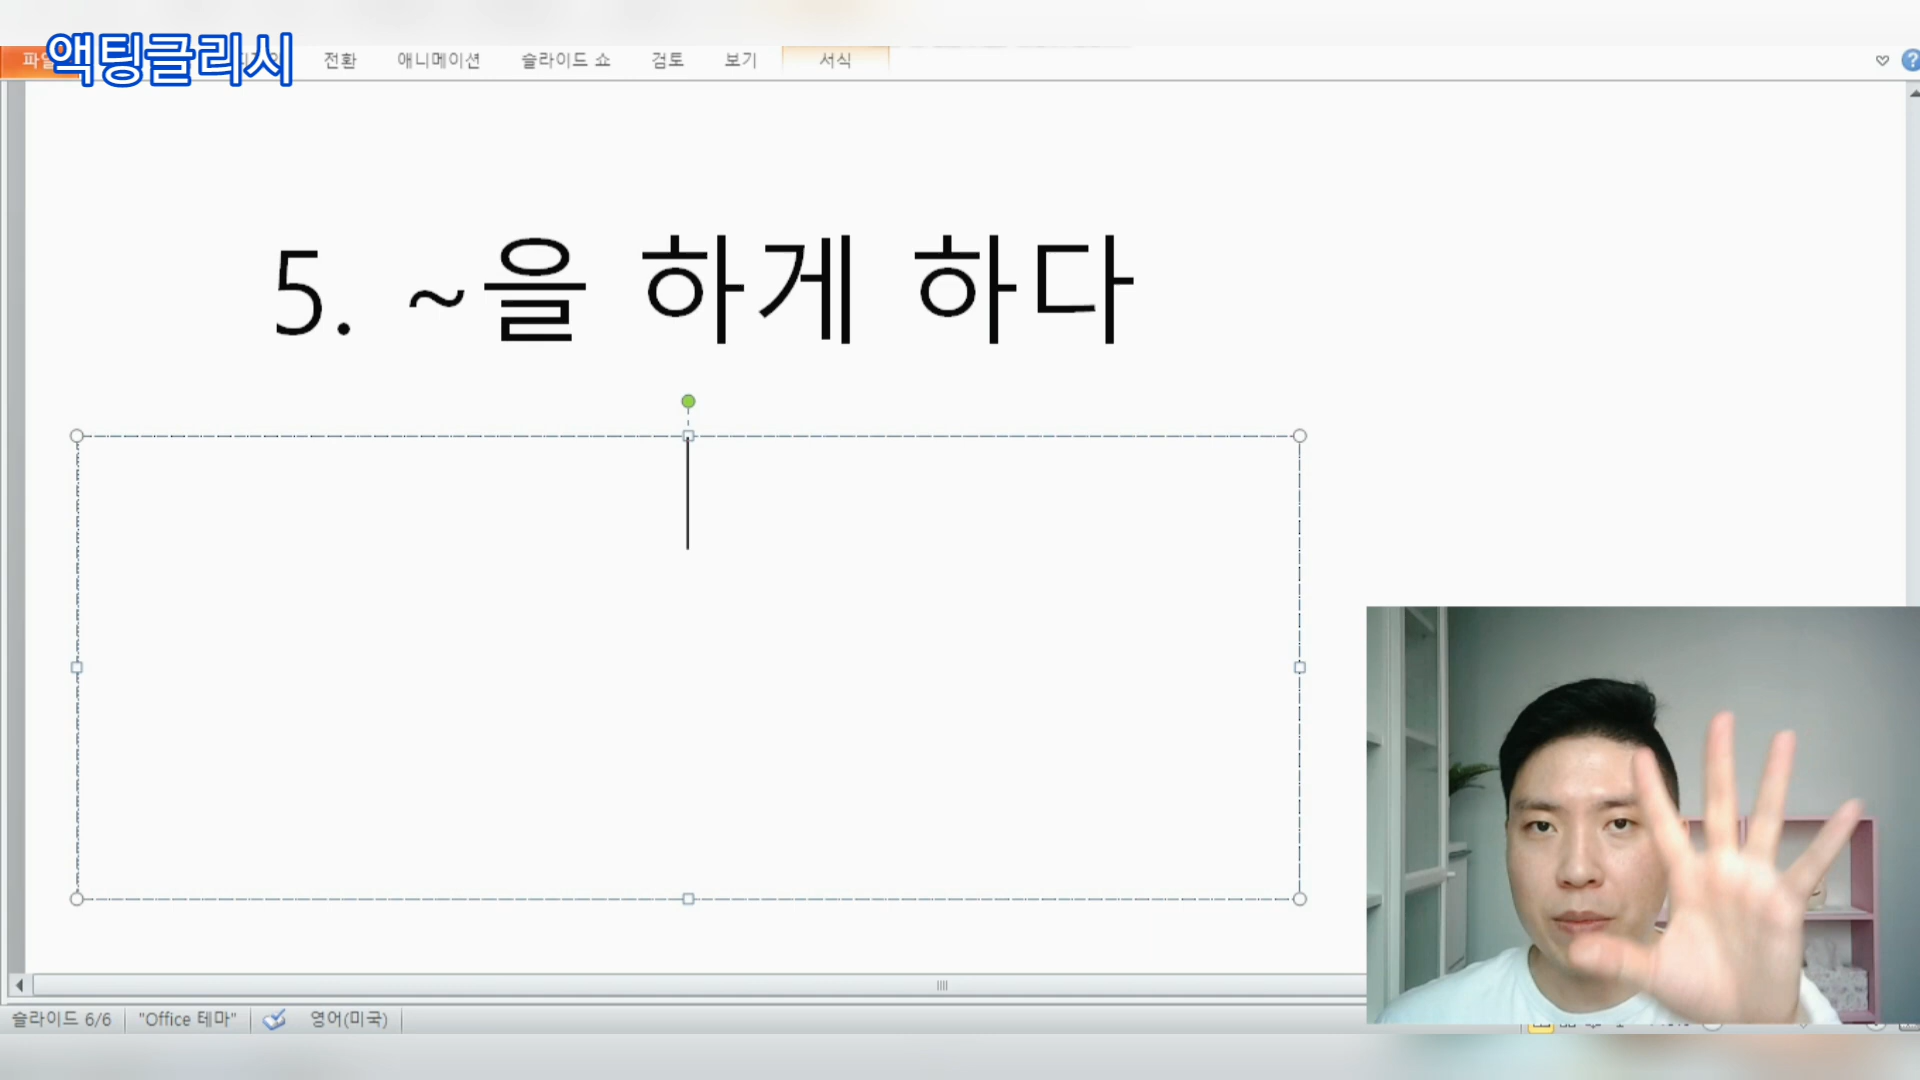 액팅글리시
파일 전환 애니메이션 슬라이드 쇼 검토 보기 서식
5. ~을 하게 하다
슬라이드 6/6 "Office 테마" 영어(미국)